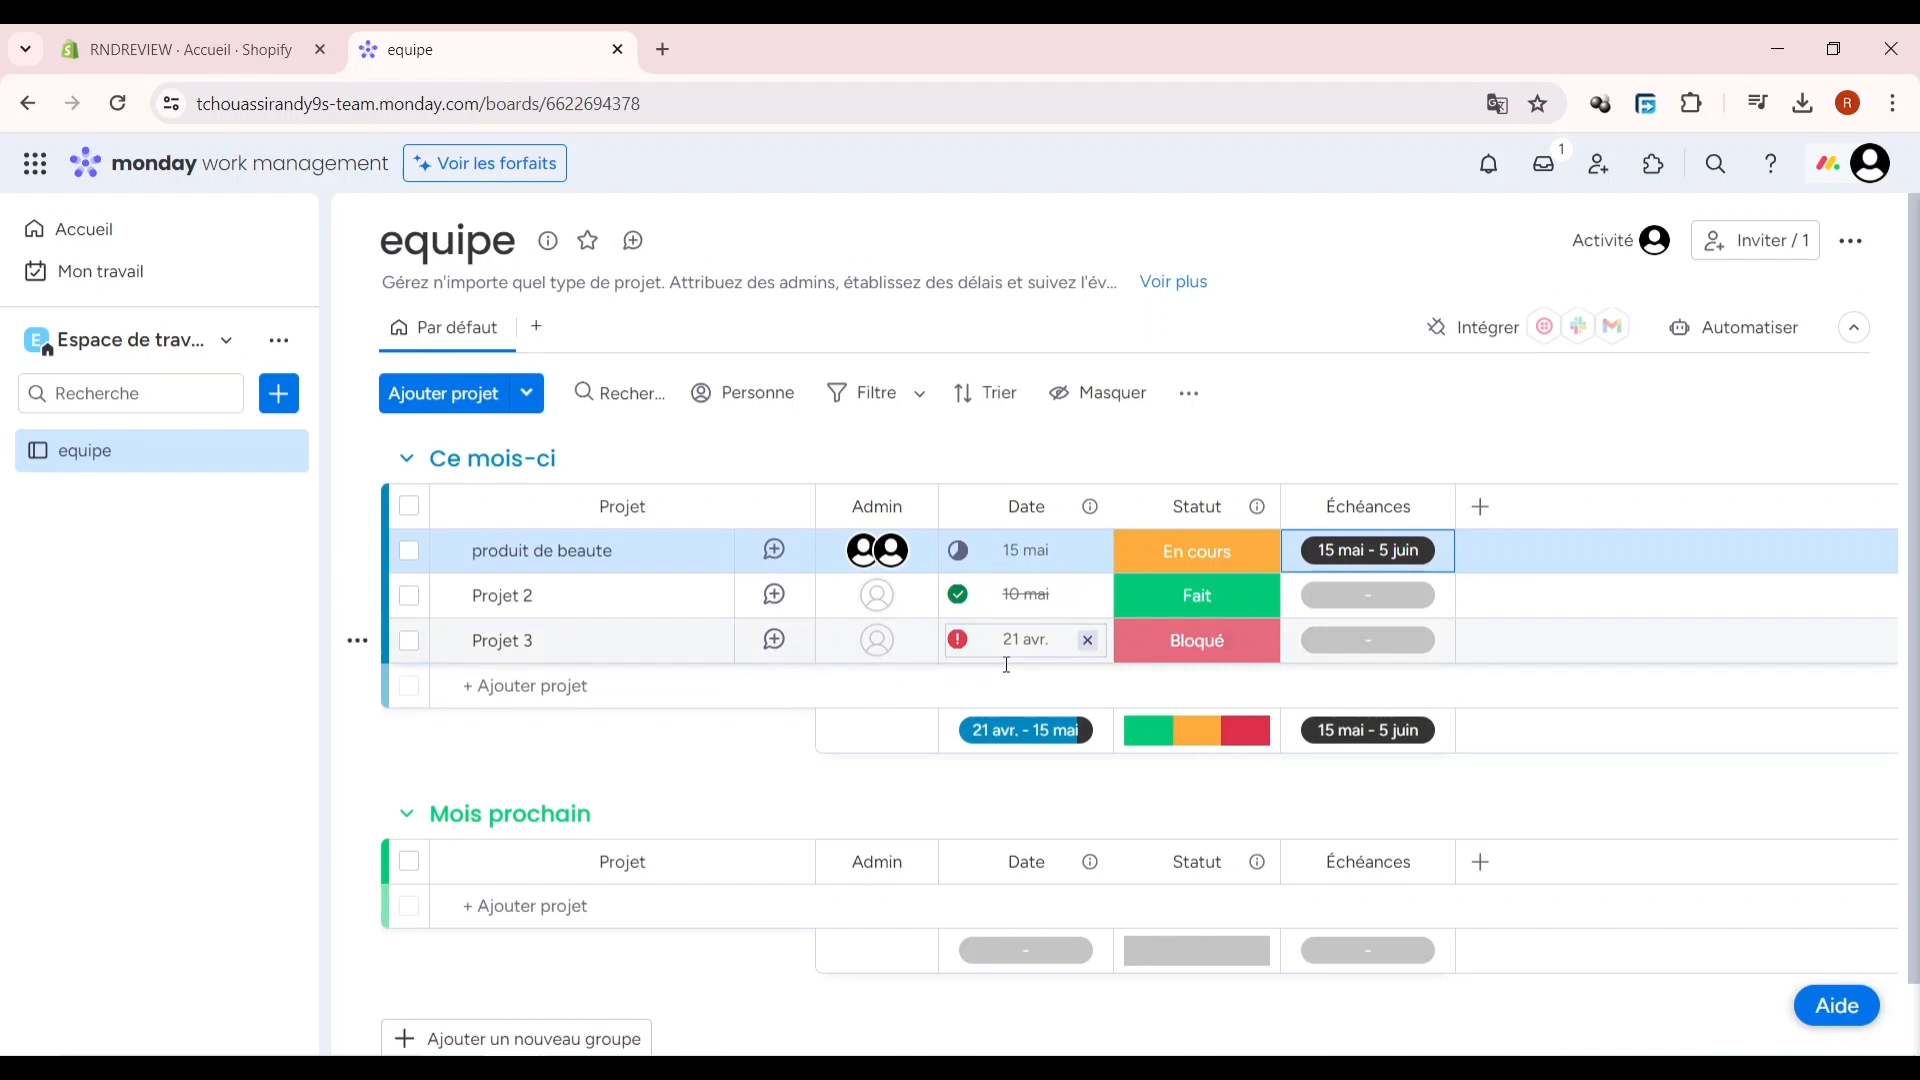 RNDREVIEW · Accueil · Shopify
equipe
tchouassirandy9s-team.monday.com/boards/6622694378
R
monday work management
Voir les forfaits
1
Accueil
Mon travail
E
Espace de trav...
Recherche
equipe
equipe
Activité
Inviter / 1
Gérez n'importe quel type de projet. Attribuez des admins, établissez des délais et suivez l'év...
Voir plus
Par défaut
Intégrer
Automatiser
Ajouter projet
Recher...
Personne
Filtre
Trier
Masquer
Ce mois-ci
Projet Admin Date Statut Échéances
produit de beaute 15 mai En cours 15 mai - 5 juin
Projet 2 10 mai Fait -
Projet 3 21 avr. Bloqué -
+ Ajouter projet
21 avr. - 15 mai 15 mai - 5 juin
Mois prochain
Projet Admin Date Statut Échéances
+ Ajouter projet
- -
Aide
Ajouter un nouveau groupe